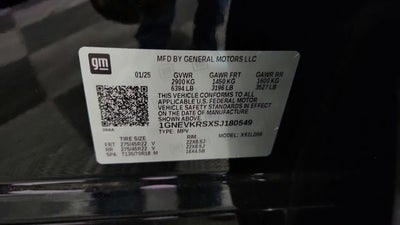 gm
MFD BY GENERAL MOTORS LLC
01/25 GVWR GAWR FRT GAWR RR
2900 KG 1450 KG 1600 KG
6394 LB 3196 LB 3527 LB
THIS VEHICLE CONFORMS TO ALL
APPLICABLE U.S. FEDERAL MOTOR
VEHICLE SAFETY STANDARDS IN EFFECT
ON THE DATE OF MANUFACTURE
SHOWN ABOVE.
1GNEVKRSXSJ180549
TYPE: MPV MODEL:
TIRE SIZE RIM
FRT 275/45R22 V 22X8.5J
RR 275/45R22 V 22X8.5J
SPA T135/70R18 M 18X4.5B